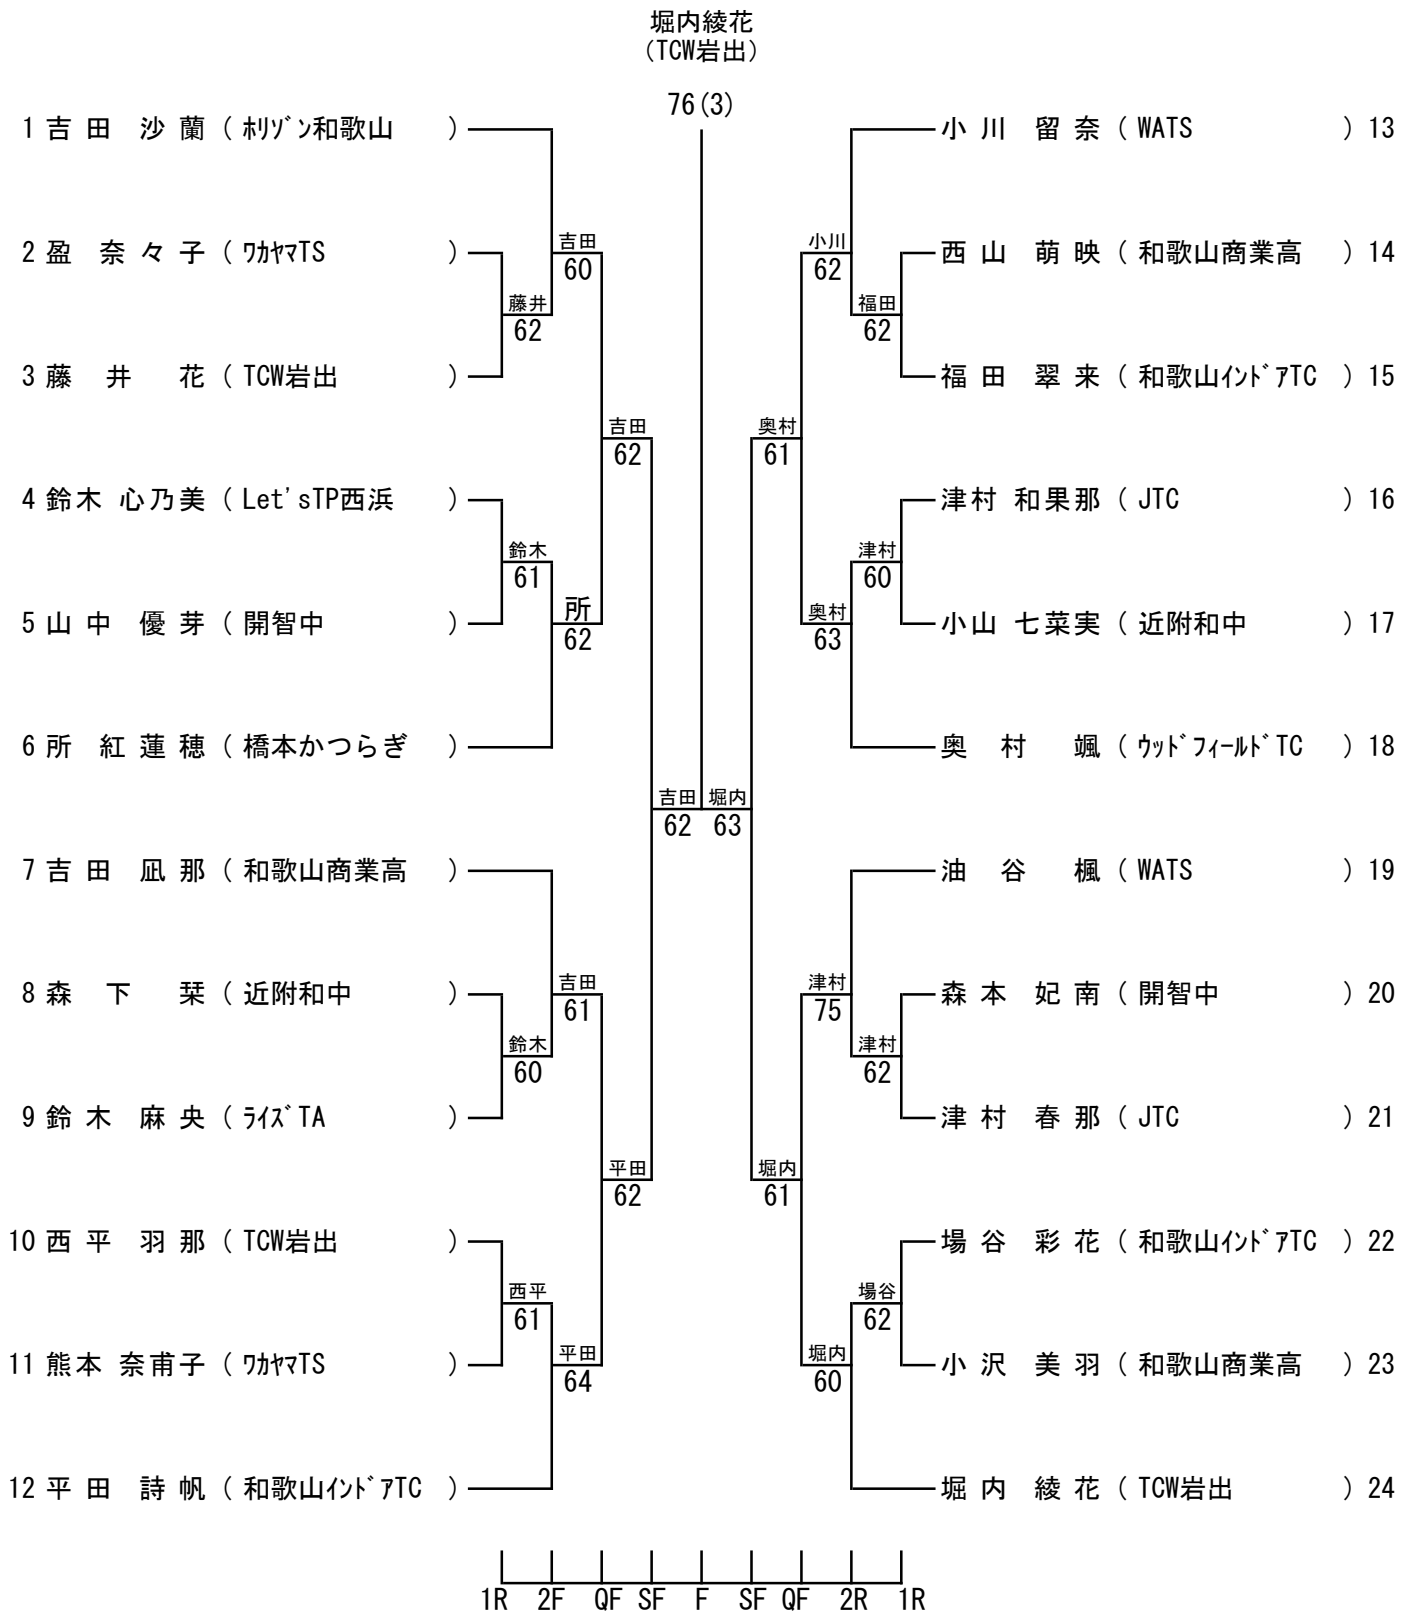 堀内綾花
(TCW岩出)
76(3)
1 吉田 沙蘭 ( ﾎﾘｿﾞﾝ和歌山 )
2 盈 奈々子 ( ﾜｶﾔﾏTS )
3 藤井 花 ( TCW岩出 )
4 鈴木 心乃美 ( Let'sTP西浜 )
5 山中 優芽 ( 開智中 )
6 所 紅蓮穂 ( 橋本かつらぎ )
7 吉田 凪那 ( 和歌山商業高 )
8 森下 栞 ( 近附和中 )
9 鈴木 麻央 ( ﾗｲｽﾞTA )
10 西平 羽那 ( TCW岩出 )
11 熊本 奈甫子 ( ﾜｶﾔﾏTS )
12 平田 詩帆 ( 和歌山ｲﾝﾄﾞｱTC )
藤井
62
鈴木
61
鈴木
60
西平
61
吉田
60
所
62
吉田
61
平田
64
吉田
62
平田
62
吉田
62
堀内
63
奥村
61
堀内
61
小川
62
奥村
63
津村
75
堀内
60
福田
62
津村
60
津村
62
場谷
62
小川 留奈 ( WATS ) 13
西山 萌映 ( 和歌山商業高 ) 14
福田 翠来 ( 和歌山ｲﾝﾄﾞｱTC ) 15
津村 和果那 ( JTC ) 16
小山 七菜実 ( 近附和中 ) 17
奥村 颯 ( ｳｯﾄﾞﾌｨｰﾙﾄﾞTC ) 18
油谷 楓 ( WATS ) 19
森本 妃南 ( 開智中 ) 20
津村 春那 ( JTC ) 21
場谷 彩花 ( 和歌山ｲﾝﾄﾞｱTC ) 22
小沢 美羽 ( 和歌山商業高 ) 23
堀内 綾花 ( TCW岩出 ) 24
1R 2F QF SF F SF QF 2R 1R